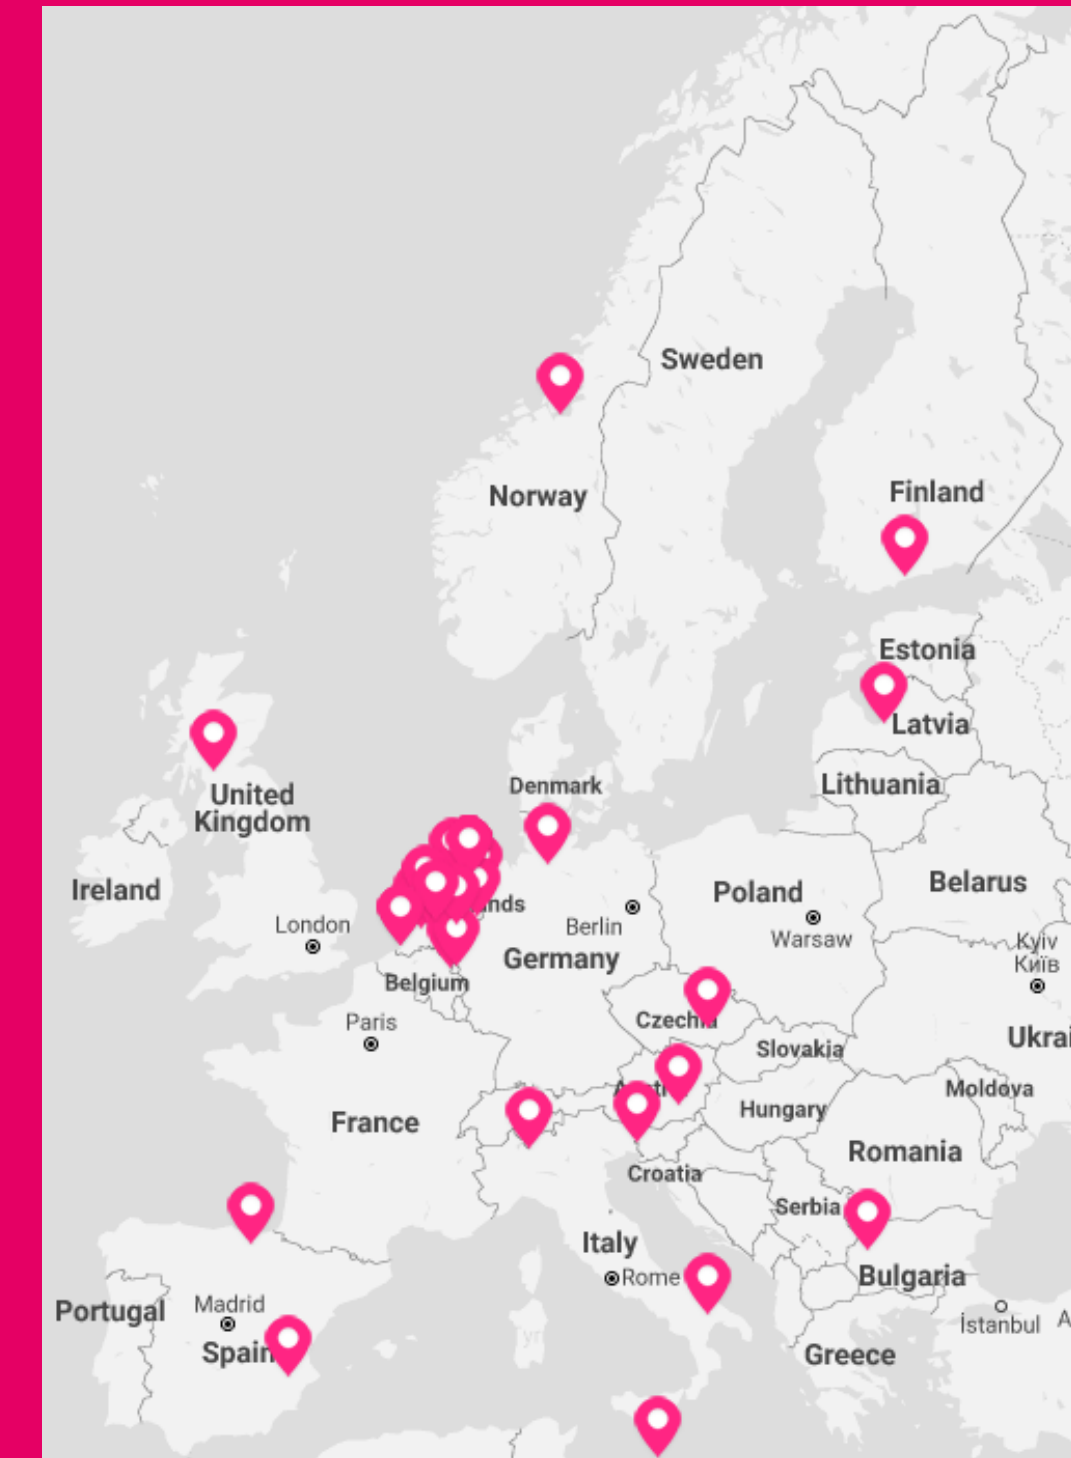 Sweden
Finland
Norway
Estonia
Latvia
Denmark
Lithuania
United
Kingdom
Ireland
Belarus
Poland
London
Berlin
Warsaw
Kyiv
Київ
Germany
Belgium
Paris
Czechia
Slovakia
Ukrai
Moldova
Hungary
France
Romania
Croatia
Serbia
Italy
Rome
Bulgaria
Portugal
Madrid
İstanbul
A
Spain
Greece